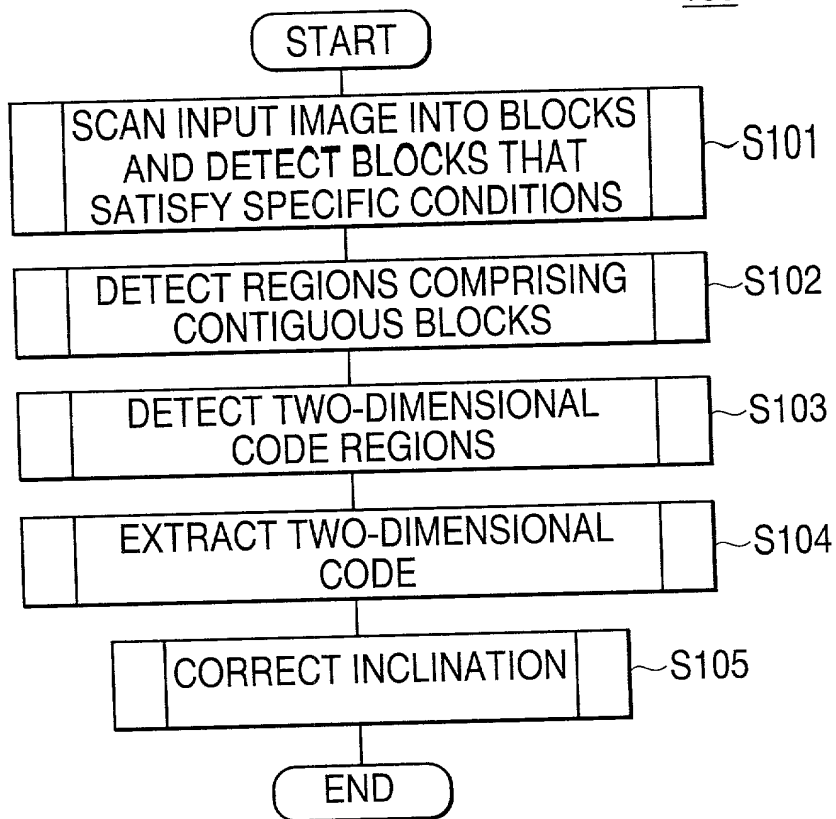 START
SCAN INPUT IMAGE INTO BLOCKS
AND DETECT BLOCKS THAT
SATISFY SPECIFIC CONDITIONS
S101
DETECT REGIONS COMPRISING
CONTIGUOUS BLOCKS
S102
DETECT TWO-DIMENSIONAL
CODE REGIONS
S103
EXTRACT TWO-DIMENSIONAL
CODE
S104
CORRECT INCLINATION
S105
END